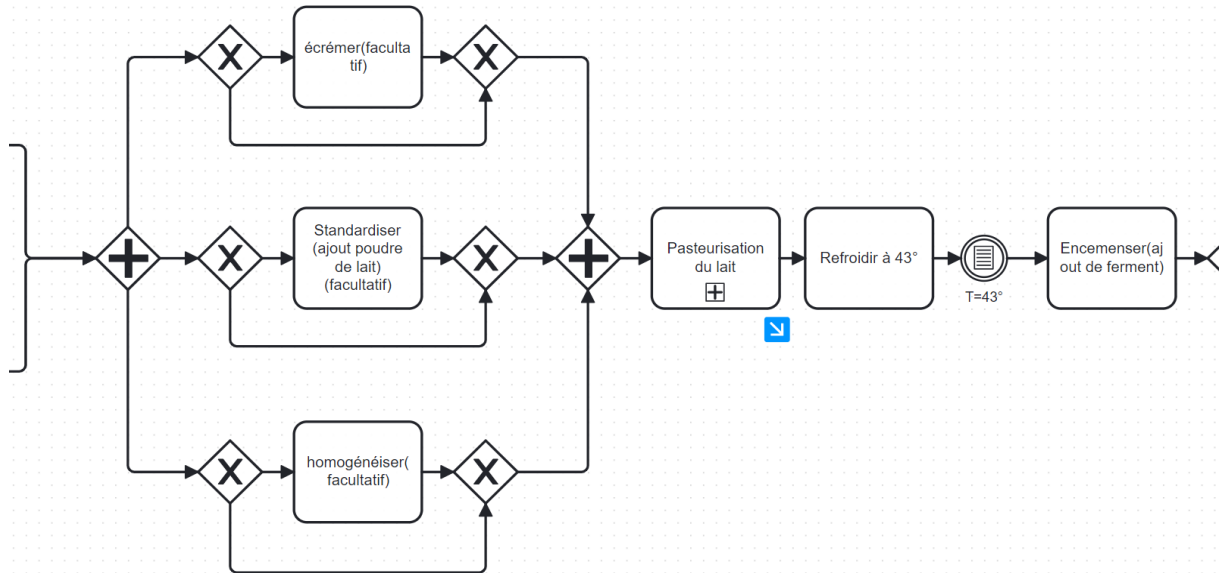 écrémer(faculta
tif)
Standardiser
(ajout poudre
de lait)
(facultatif)
Pasteurisation
du lait
Refroidir à 43°
T=43°
Encemenser(aj
out de ferment)
homogénéiser(
facultatif)